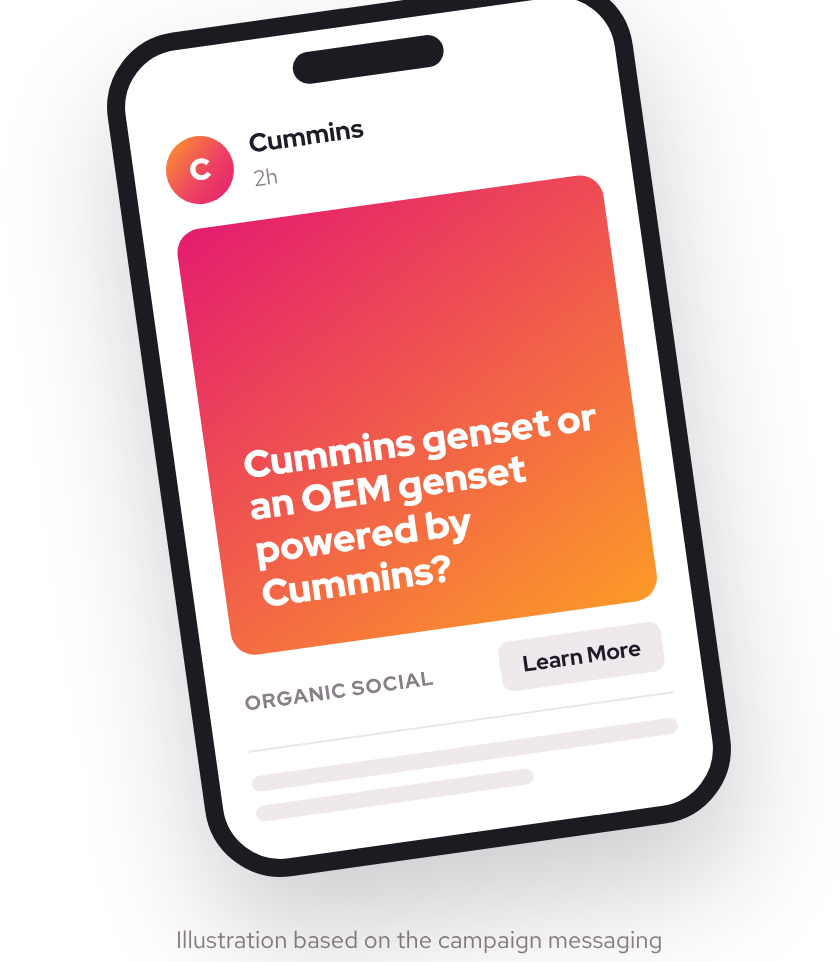 C
Cummins
2h
Cummins genset or
an OEM genset
powered by
Cummins?
ORGANIC SOCIAL
Learn More
Illustration based on the campaign messaging